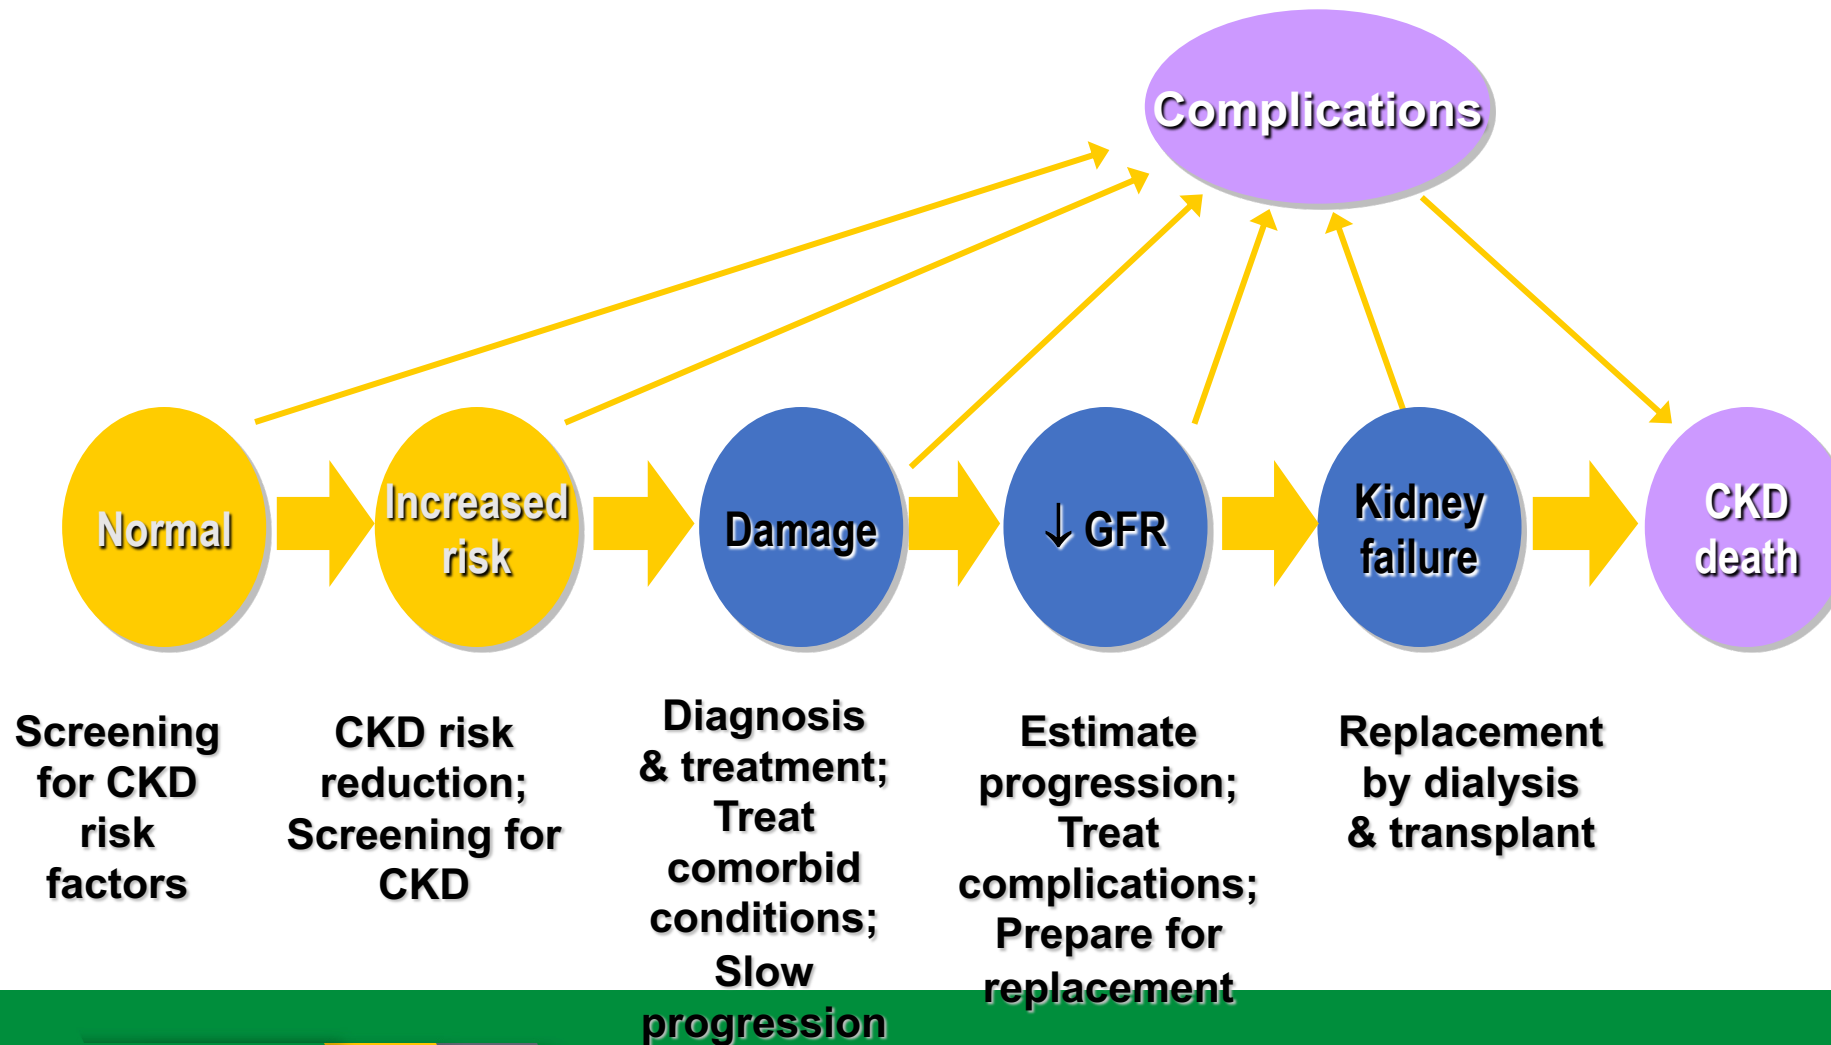 Complications
Normal
Increased
risk
Damage
↓ GFR
Kidney
failure
CKD
death
Screening
for CKD
risk
factors
CKD risk
reduction;
Screening for
CKD
Diagnosis
& treatment;
Treat
comorbid
conditions;
Slow
progression
Estimate
progression;
Treat
complications;
Prepare for
replacement
Replacement
by dialysis
& transplant